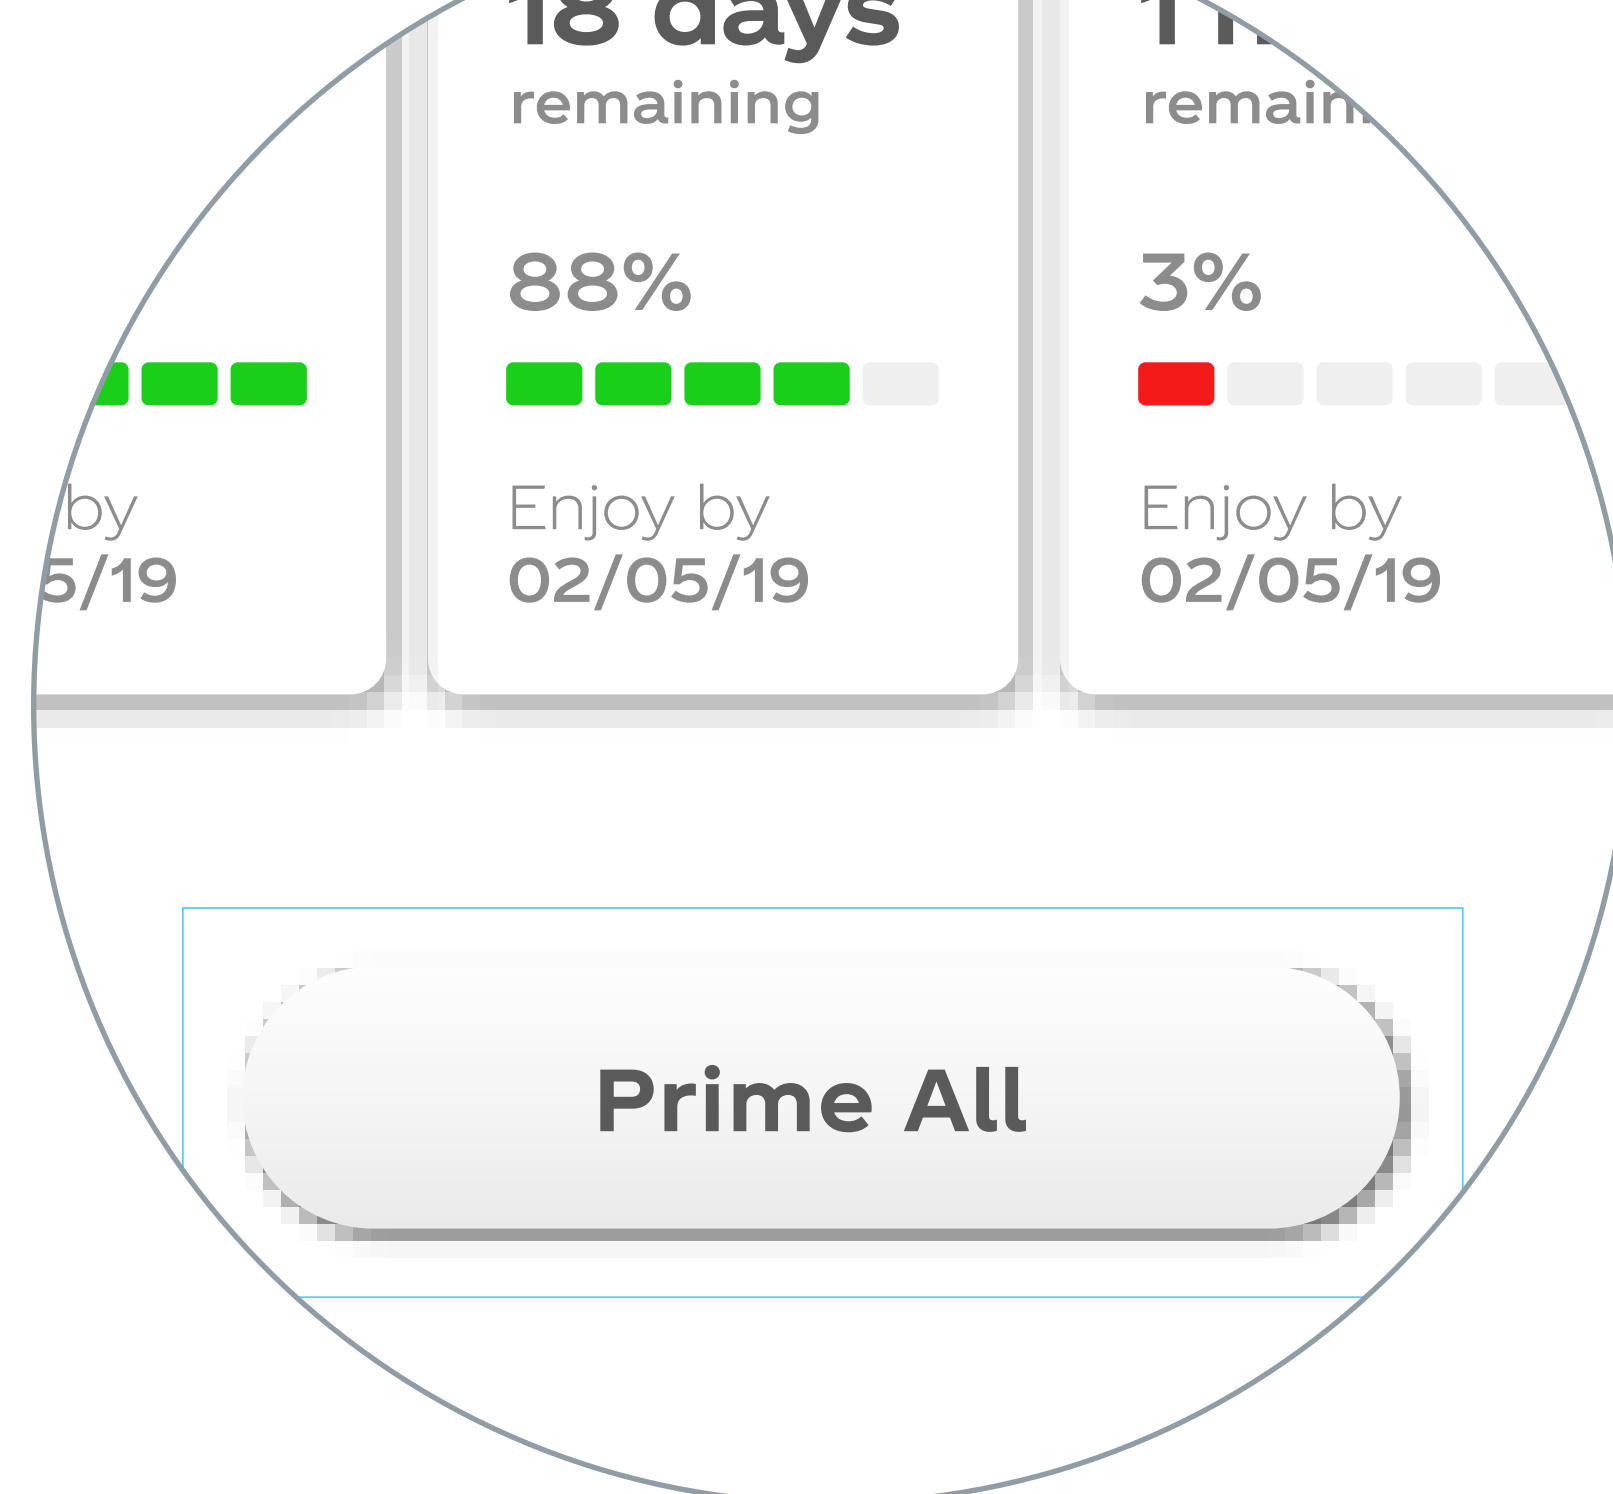 18 days
remaining
remain
88%
3%
by
Enjoy by
Enjoy by
5/19
02/05/19
02/05/19
Prime All